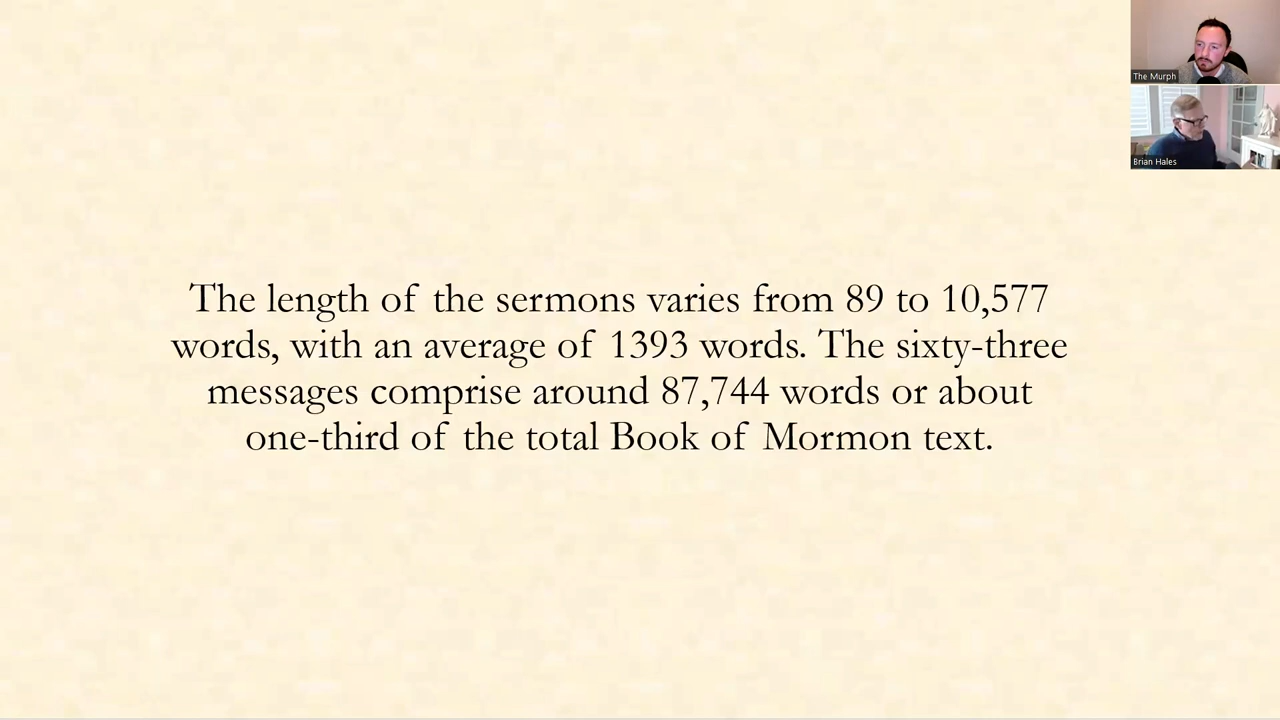 The Murph
Brian Hales
The length of the sermons varies from 89 to 10,577
words, with an average of 1393 words. The sixty-three
messages comprise around 87,744 words or about
one-third of the total Book of Mormon text.